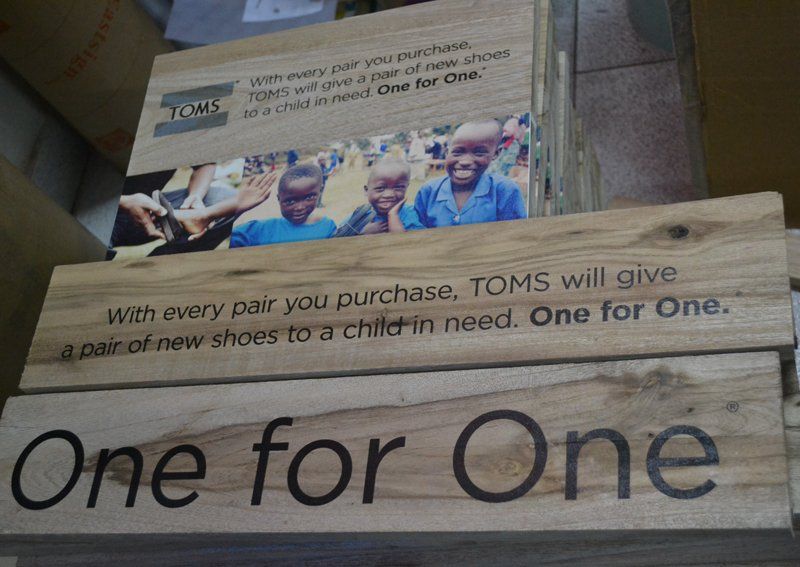 With every pair you purchase,
TOMS will give a pair of new shoes
to a child in need. One for One.®
TOMS®
With every pair you purchase, TOMS will give
a pair of new shoes to a child in need. One for One.®
One for One®